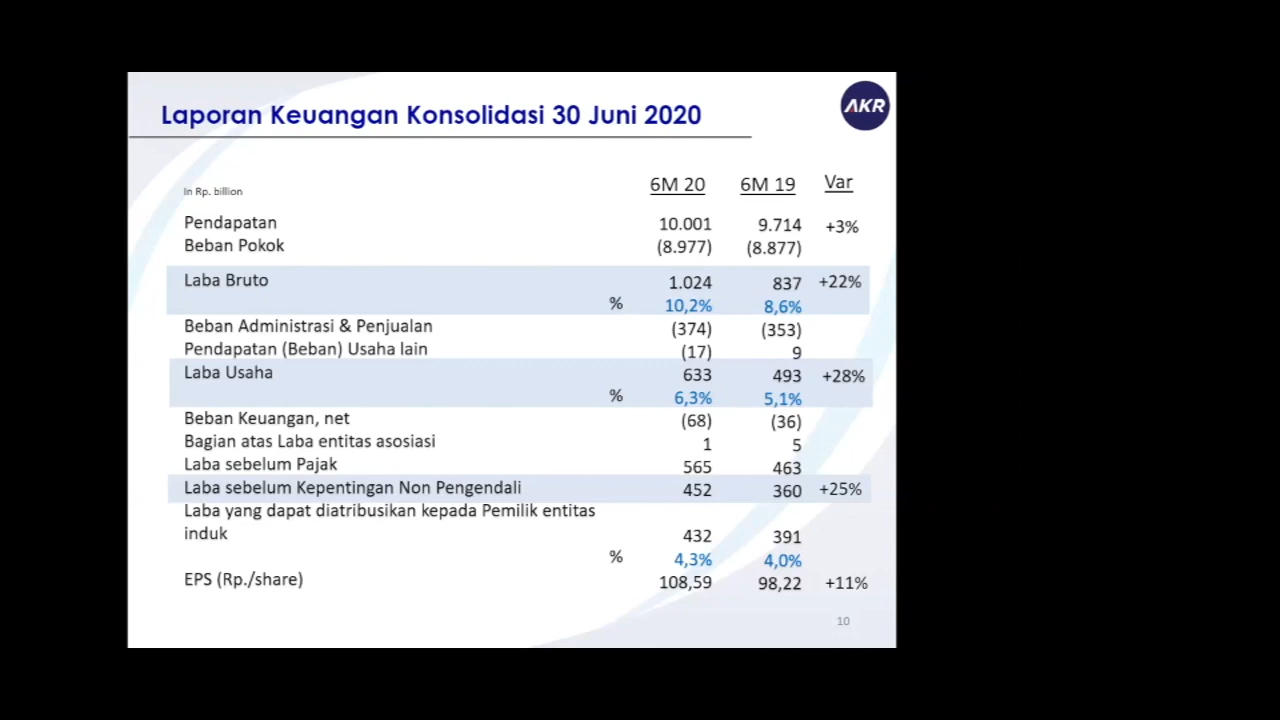 Laporan Keuangan Konsolidasi 30 Juni 2020
AKR
In Rp. billion 6M 20 6M 19 Var
Pendapatan 10.001 9.714 +3%
Beban Pokok (8.977) (8.877)
Laba Bruto 1.024 837 +22%
% 10,2% 8,6%
Beban Administrasi & Penjualan (374) (353)
Pendapatan (Beban) Usaha lain (17) 9
Laba Usaha 633 493 +28%
% 6,3% 5,1%
Beban Keuangan, net (68) (36)
Bagian atas Laba entitas asosiasi 1 5
Laba sebelum Pajak 565 463
Laba sebelum Kepentingan Non Pengendali 452 360 +25%
Laba yang dapat diatribusikan kepada Pemilik entitas
induk 432 391
% 4,3% 4,0%
EPS (Rp./share) 108,59 98,22 +11%
10